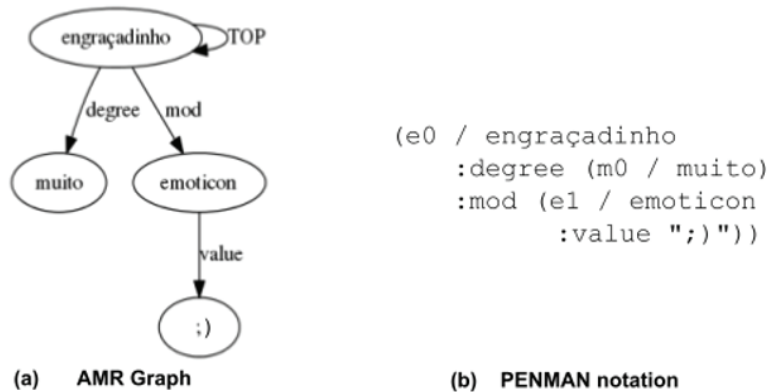 engraçadinho
TOP
degree
mod
muito
emoticon
value
;)
(a) AMR Graph
(e0 / engraçadinho
:degree (m0 / muito)
:mod (e1 / emoticon
:value ";)"))
(b) PENMAN notation